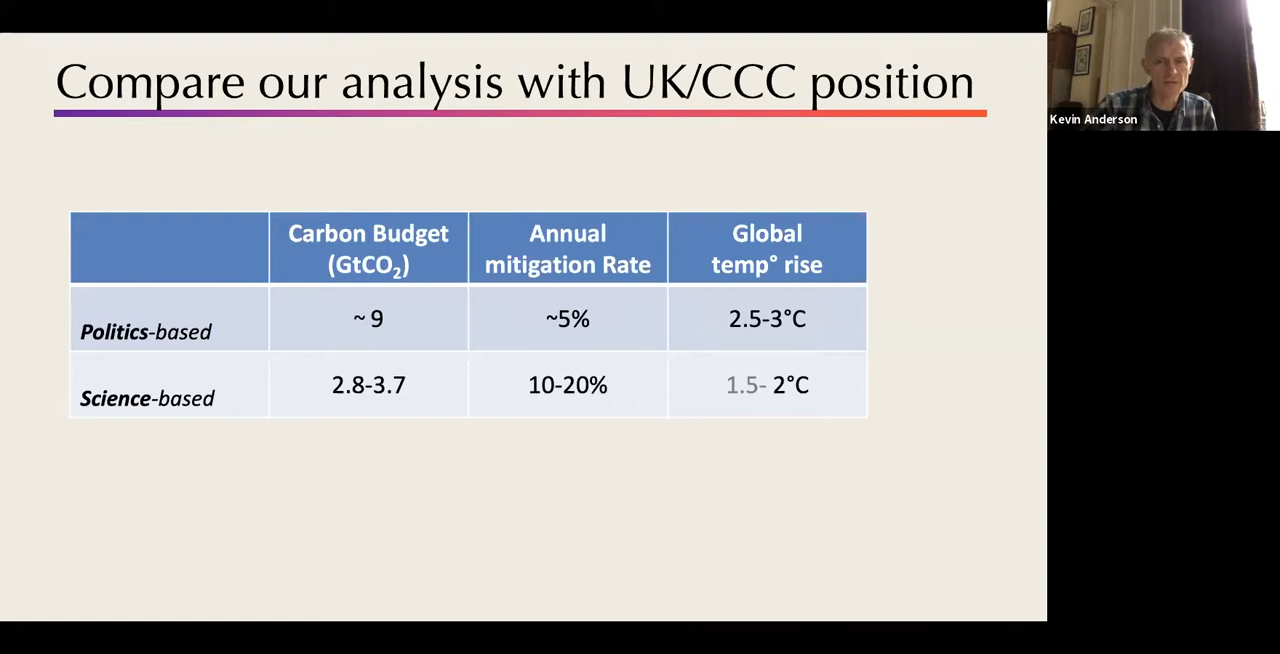 Compare our analysis with UK/CCC position
Kevin Anderson
Carbon Budget
(GtCO₂)
Annual
mitigation Rate
Global
temp° rise
Politics-based
~ 9
~5%
2.5-3°C
Science-based
2.8-3.7
10-20%
1.5- 2°C